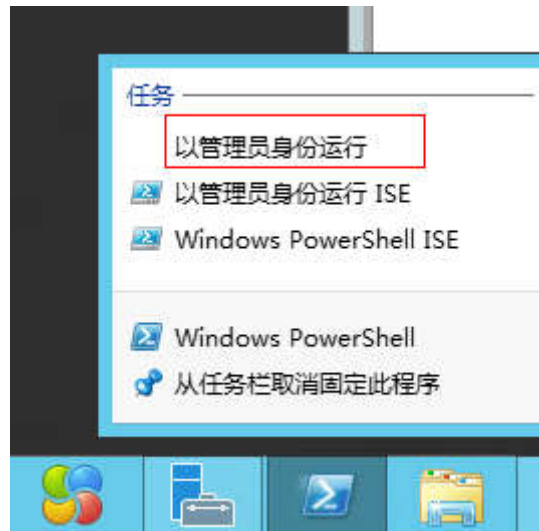 任务
以管理员身份运行
以管理员身份运行 ISE
Windows PowerShell ISE
Windows PowerShell
从任务栏取消固定此程序